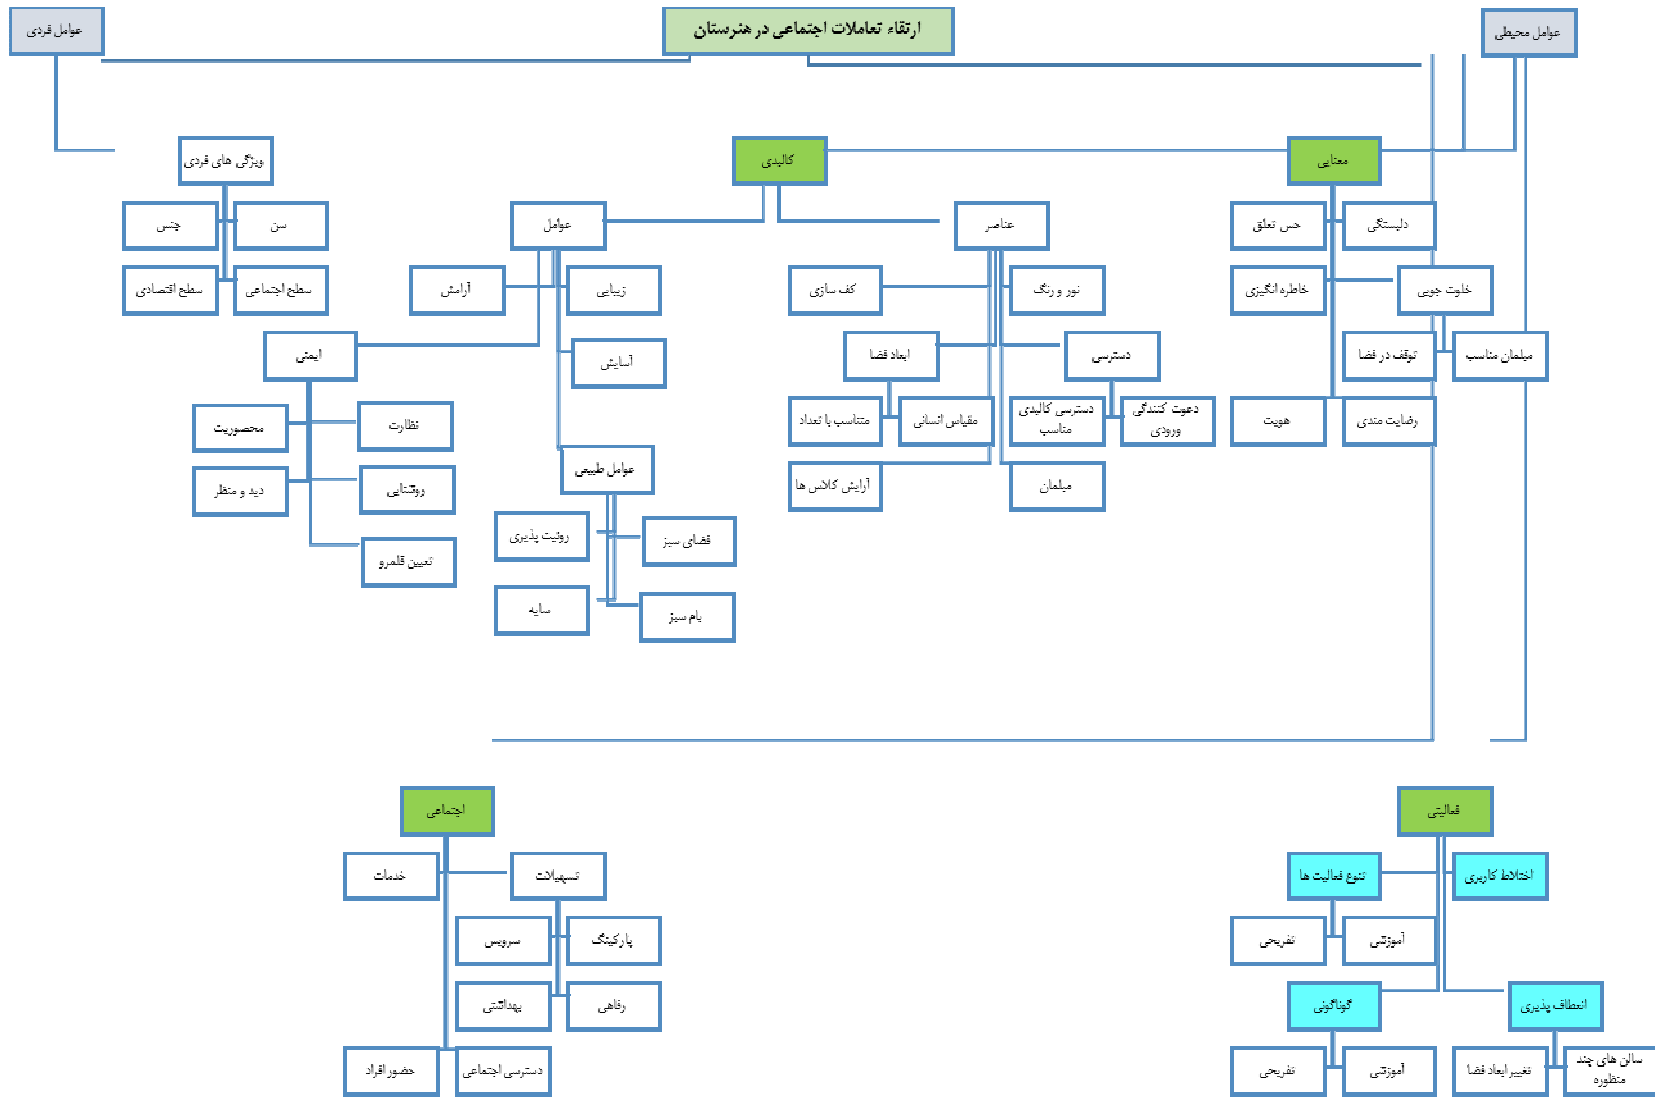 ارتقاء تعاملات اجتماعی در هنرستان
عوامل محیطی
عوامل فردی
معنایی
دلبستگی
حس تعلق
خلوت جویی
خاطره انگیزی
مبلمان مناسب
توقف در فضا
رضایت مندی
هویت
کالبدی
عناصر
نور و رنگ
کف سازی
دسترسی
ابعاد فضا
دعوت کنندگی
ورودی
دسترسی کالبدی
مناسب
مقیاس انسانی
متناسب با تعداد
مبلمان
آرایش کلاس ها
عوامل
زیبایی
آرامش
آسایش
ایمنی
نظارت
محصوریت
روشنایی
دید و منظر
تعیین قلمرو
عوامل طبیعی
فضای سبز
رونیت پذیری
بام سبز
سایه
ویژگی های فردی
سن
جنس
سطح اجتماعی
سطح اقتصادی
فعالیتی
اختلاط کاربری
تنوع فعالیت ها
آموزشی
تفریحی
انعطاف پذیری
گوناگونی
سالن های چند
منظوره
تغییر ابعاد فضا
آموزشی
تفریحی
اجتماعی
تسهیلات
خدمات
پارکینگ
سرویس
رفاهی
بهداشتی
دسترسی اجتماعی
حضور افراد